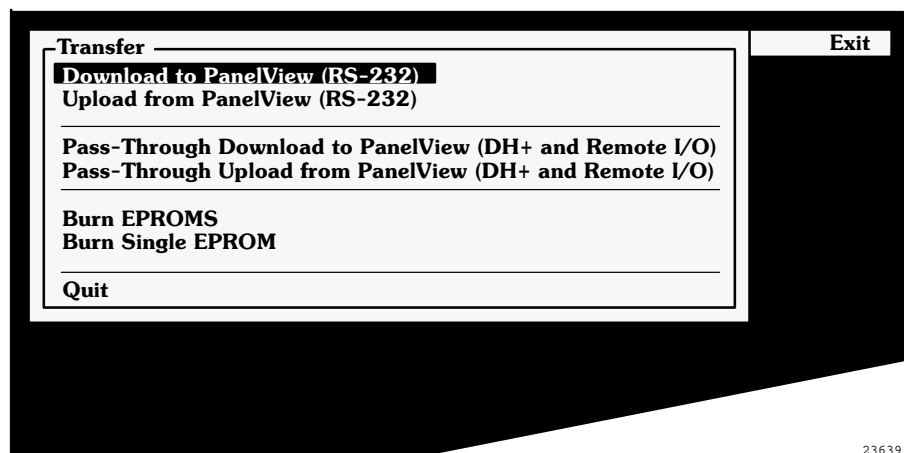 Transfer
Exit
Download to PanelView (RS-232)
Upload from PanelView (RS-232)
Pass-Through Download to PanelView (DH+ and Remote I/O)
Pass-Through Upload from PanelView (DH+ and Remote I/O)
Burn EPROMS
Burn Single EPROM
Quit
23639